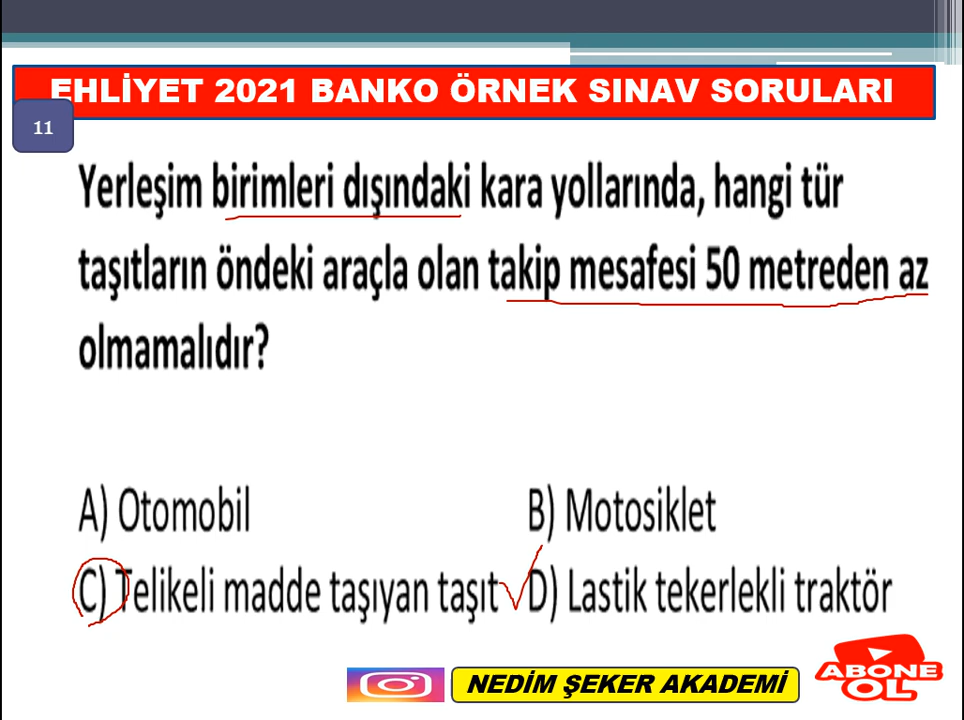 EHLİYET 2021 BANKO ÖRNEK SINAV SORULARI
11
Yerleşim birimleri dışındaki kara yollarında, hangi tür
taşıtların öndeki araçla olan takip mesafesi 50 metreden az
olmamalıdır?
A) Otomobil
B) Motosiklet
C) Telikeli madde taşıyan taşıt
D) Lastik tekerlekli traktör
NEDİM ŞEKER AKADEMİ
ABONE
OL